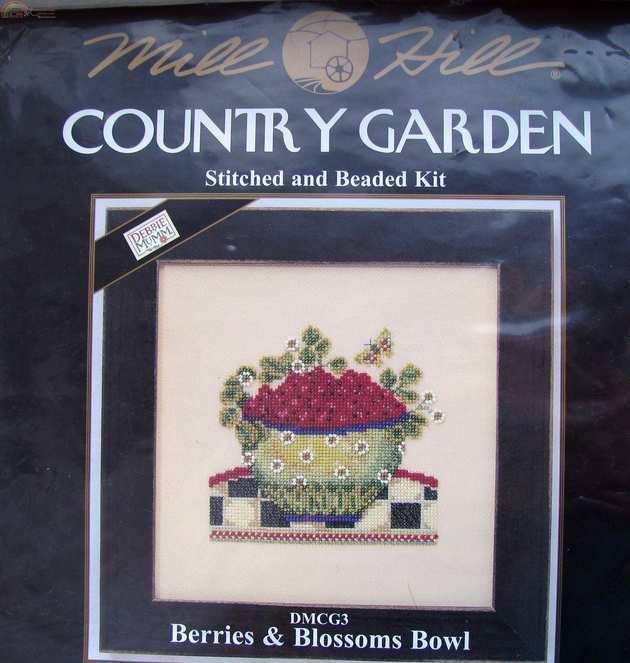 Mill Hill®
COUNTRY GARDEN
Stitched and Beaded Kit
DEBBIE
MUMM
DMCG3
Berries & Blossoms Bowl